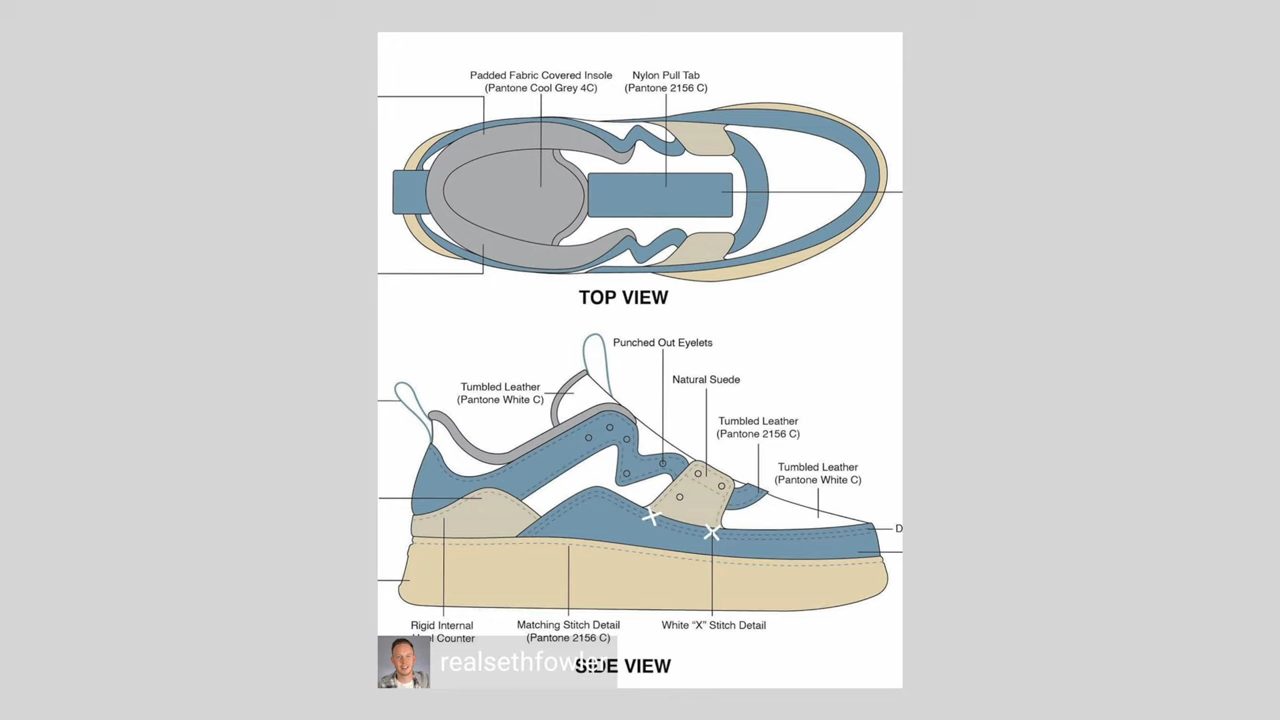 Padded Fabric Covered Insole
(Pantone Cool Grey 4C)
Nylon Pull Tab
(Pantone 2156 C)
TOP VIEW
Punched Out Eyelets
Natural Suede
Tumbled Leather
(Pantone White C)
Tumbled Leather
(Pantone 2156 C)
Tumbled Leather
(Pantone White C)
D
Rigid Internal
Counter
Matching Stitch Detail
(Pantone 2156 C)
White "X" Stitch Detail
realsethfowler
SIDE VIEW